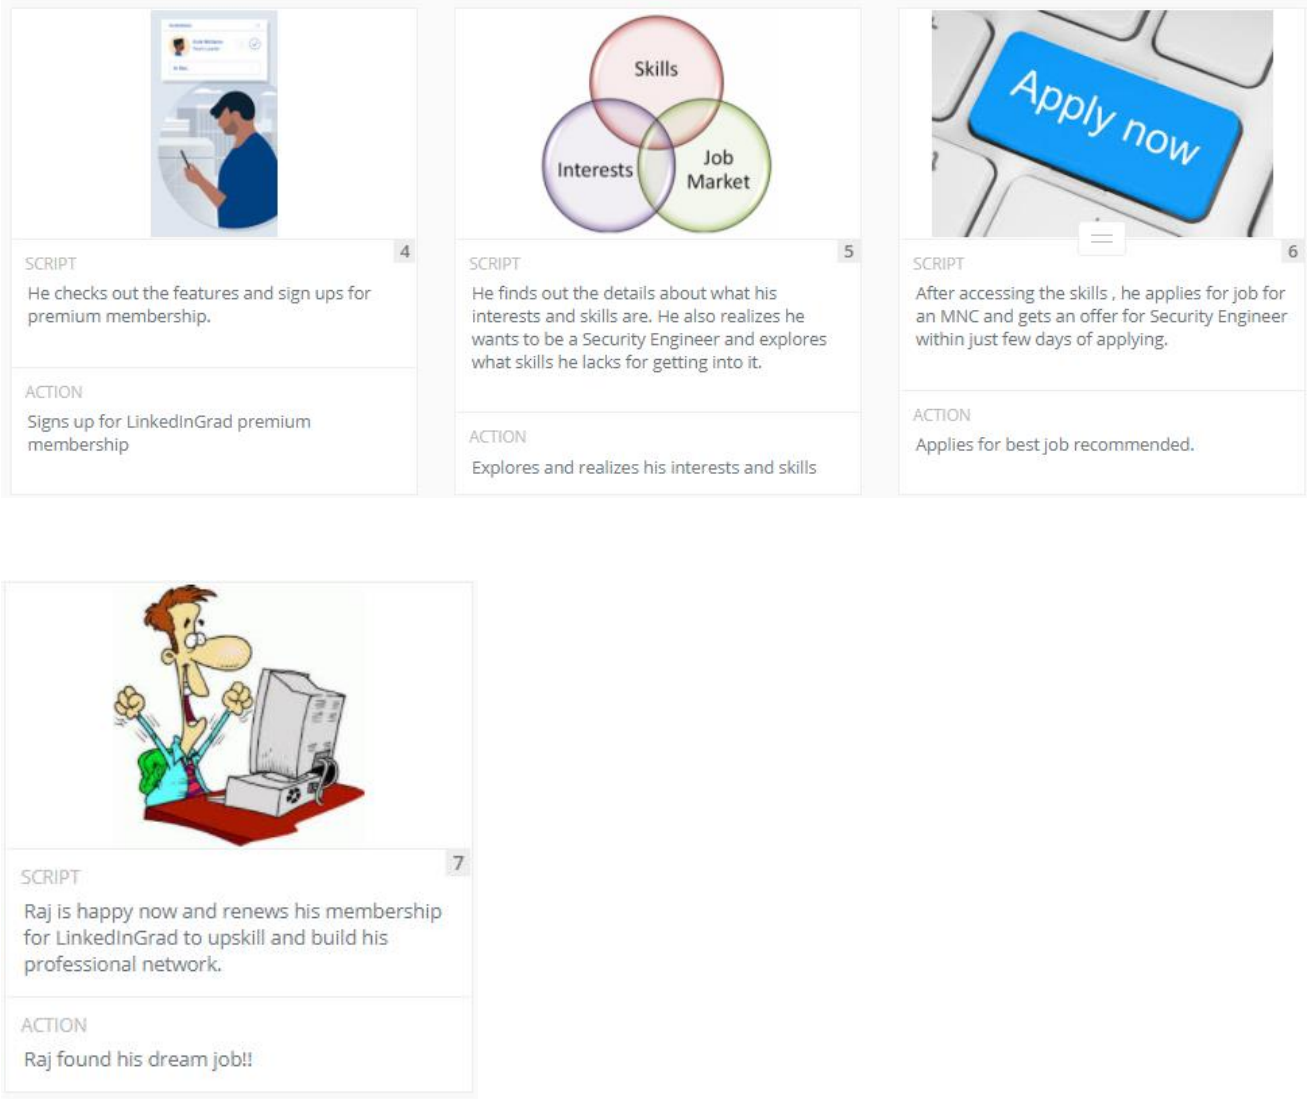 4
SCRIPT
He checks out the features and sign ups for
premium membership.
ACTION
Signs up for LinkedInGrad premium
membership
Skills
Interests
Job
Market
5
SCRIPT
He finds out the details about what his
interests and skills are. He also realizes he
wants to be a Security Engineer and explores
what skills he lacks for getting into it.
ACTION
Explores and realizes his interests and skills
Apply now
6
SCRIPT
After accessing the skills , he applies for job for
an MNC and gets an offer for Security Engineer
within just few days of applying.
ACTION
Applies for best job recommended.
7
SCRIPT
Raj is happy now and renews his membership
for LinkedInGrad to upskill and build his
professional network.
ACTION
Raj found his dream job!!